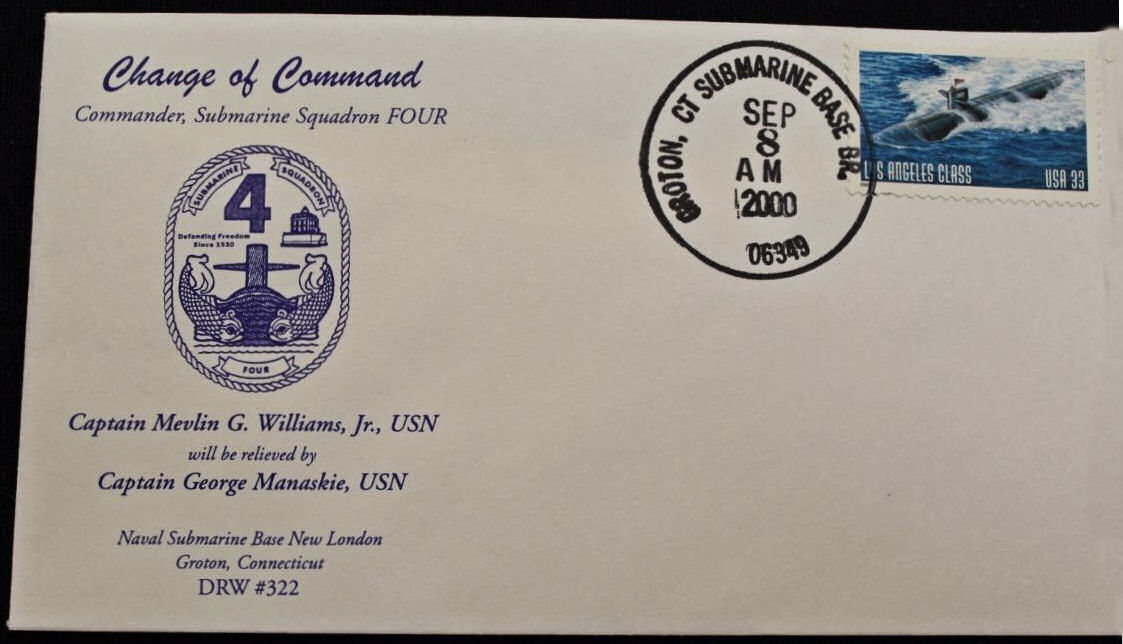 Change of Command
Commander, Submarine Squadron FOUR
SUBMARINE SQUADRON
4
Defending Freedom
Since 1930
FOUR
Captain Mevlin G. Williams, Jr., USN
will be relieved by
Captain George Manaskie, USN
Naval Submarine Base New London
Groton, Connecticut
DRW #322
GROTON, CT SUBMARINE BASE BR.
SEP
8
AM
2000
06349
LOS ANGELES CLASS
USA 33